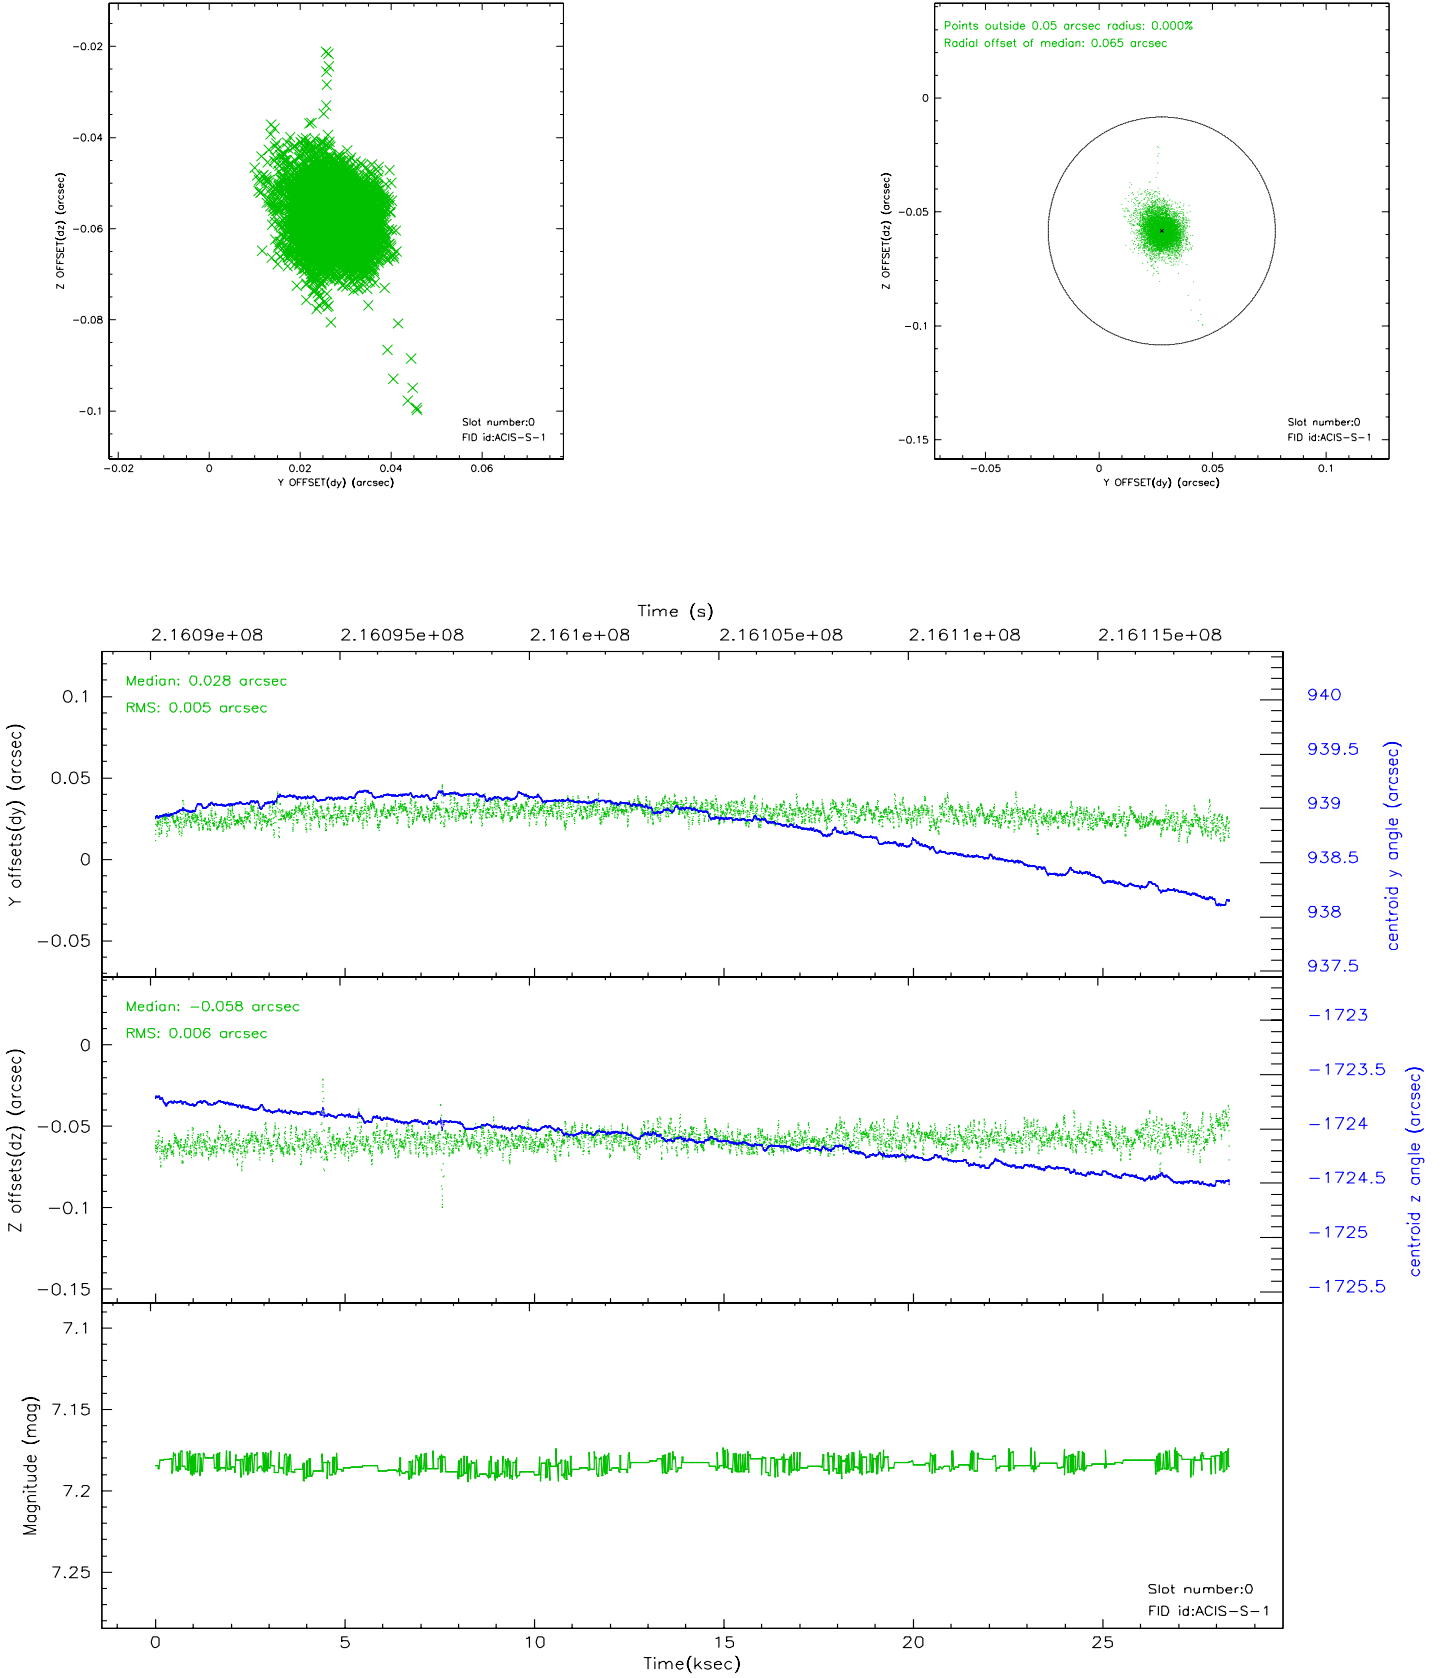 -0.02
-0.04
-0.06
-0.08
-0.1
Z OFFSET(dz) (arcsec)
Slot number:0
FID id:ACIS-S-1
-0.02 0 0.02 0.04 0.06
Y OFFSET(dy) (arcsec)
Points outside 0.05 arcsec radius: 0.000%
Radial offset of median: 0.065 arcsec
0
-0.05
-0.1
-0.15
Z OFFSET(dz) (arcsec)
Slot number:0
FID id:ACIS-S-1
-0.05 0 0.05 0.1
Y OFFSET(dy) (arcsec)
Time (s)
2.1609e+08 2.16095e+08 2.161e+08 2.16105e+08 2.1611e+08 2.16115e+08
Median: 0.028 arcsec
RMS: 0.005 arcsec
0.1
0.05
0
-0.05
Y offsets(dy) (arcsec)
940
939.5
939
938.5
938
937.5
centroid y angle (arcsec)
Median: -0.058 arcsec
RMS: 0.006 arcsec
0
-0.05
-0.1
-0.15
Z offsets(dz) (arcsec)
-1723
-1723.5
-1724
-1724.5
-1725
-1725.5
centroid z angle (arcsec)
7.1
7.15
7.2
7.25
Magnitude (mag)
Slot number:0
FID id:ACIS-S-1
0 5 10 15 20 25
Time(ksec)